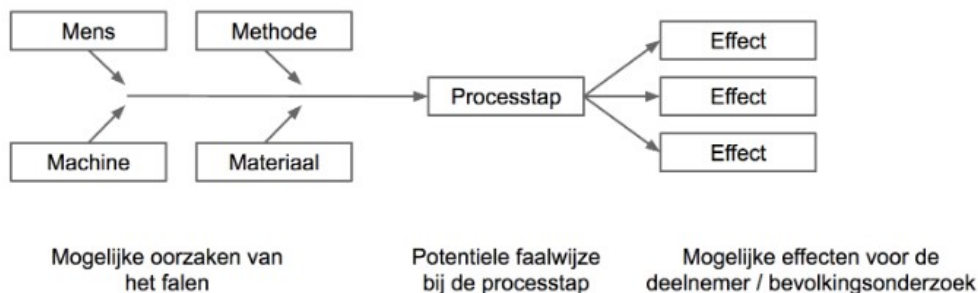 Mens
Methode
Effect
Processtap
Effect
Machine
Materiaal
Effect
Mogelijke oorzaken van
het falen
Potentiele faalwijze
bij de processtap
Mogelijke effecten voor de
deelnemer / bevolkingsonderzoek